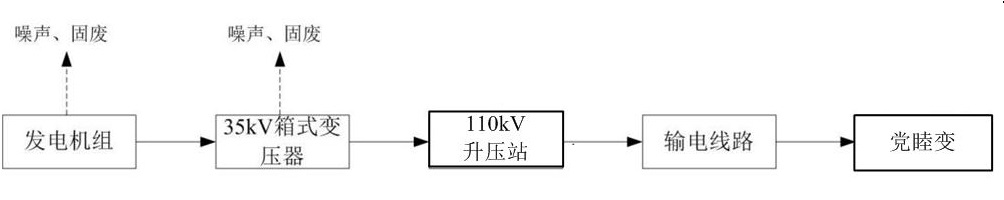 噪声、固废
噪声、固废
发电机组
35kV箱式变
压器
110kV
升压站
输电线路
党睦变